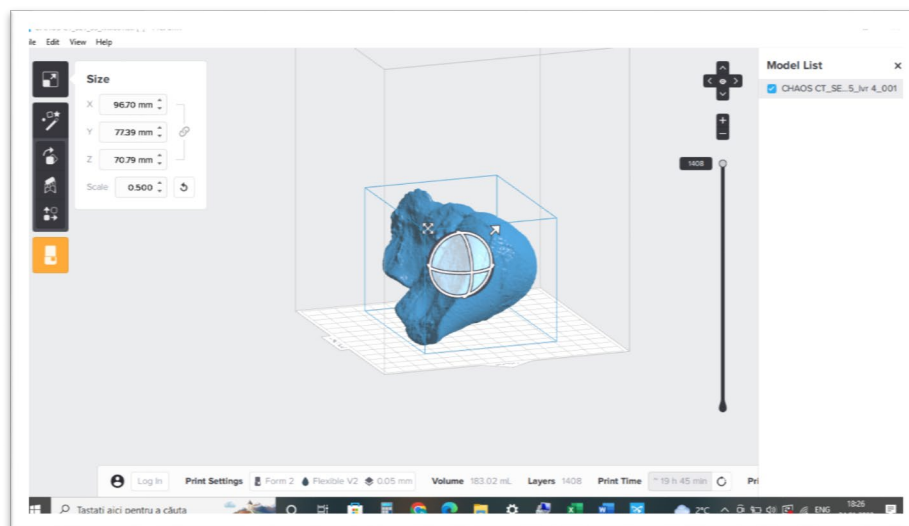 ile Edit View Help
Size
X 96.70 mm
Y 77.39 mm
Z 70.79 mm
Scale 0.500
1408
Model List
CHAOS CT_SE...5_lvr 4_001
Log In Print Settings Form 2 Flexible V2 0.05 mm Volume 183.02 mL Layers 1408 Print Time ~ 19 h 45 min Pri
Tastați aici pentru a căuta 2°C ENG 18:26